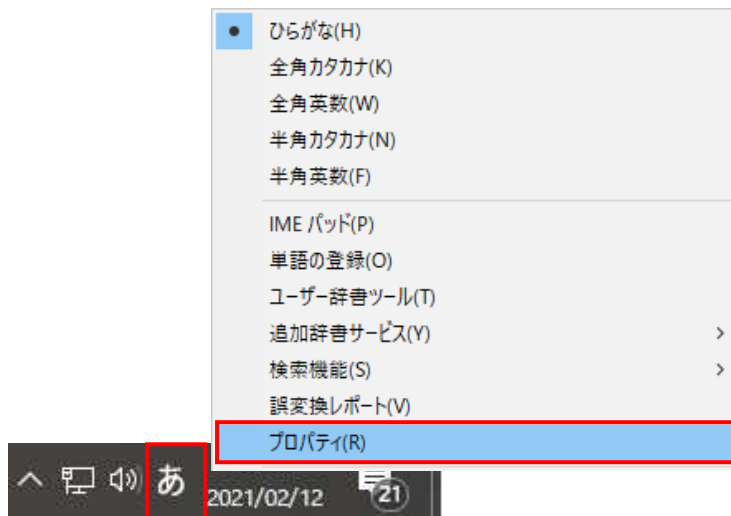 ひらがな(H)
全角カタカナ(K)
全角英数(W)
半角カタカナ(N)
半角英数(F)
IME パッド(P)
単語の登録(O)
ユーザー辞書ツール(T)
追加辞書サービス(Y)
検索機能(S)
誤変換レポート(V)
プロパティ(R)
あ
2021/02/12
21